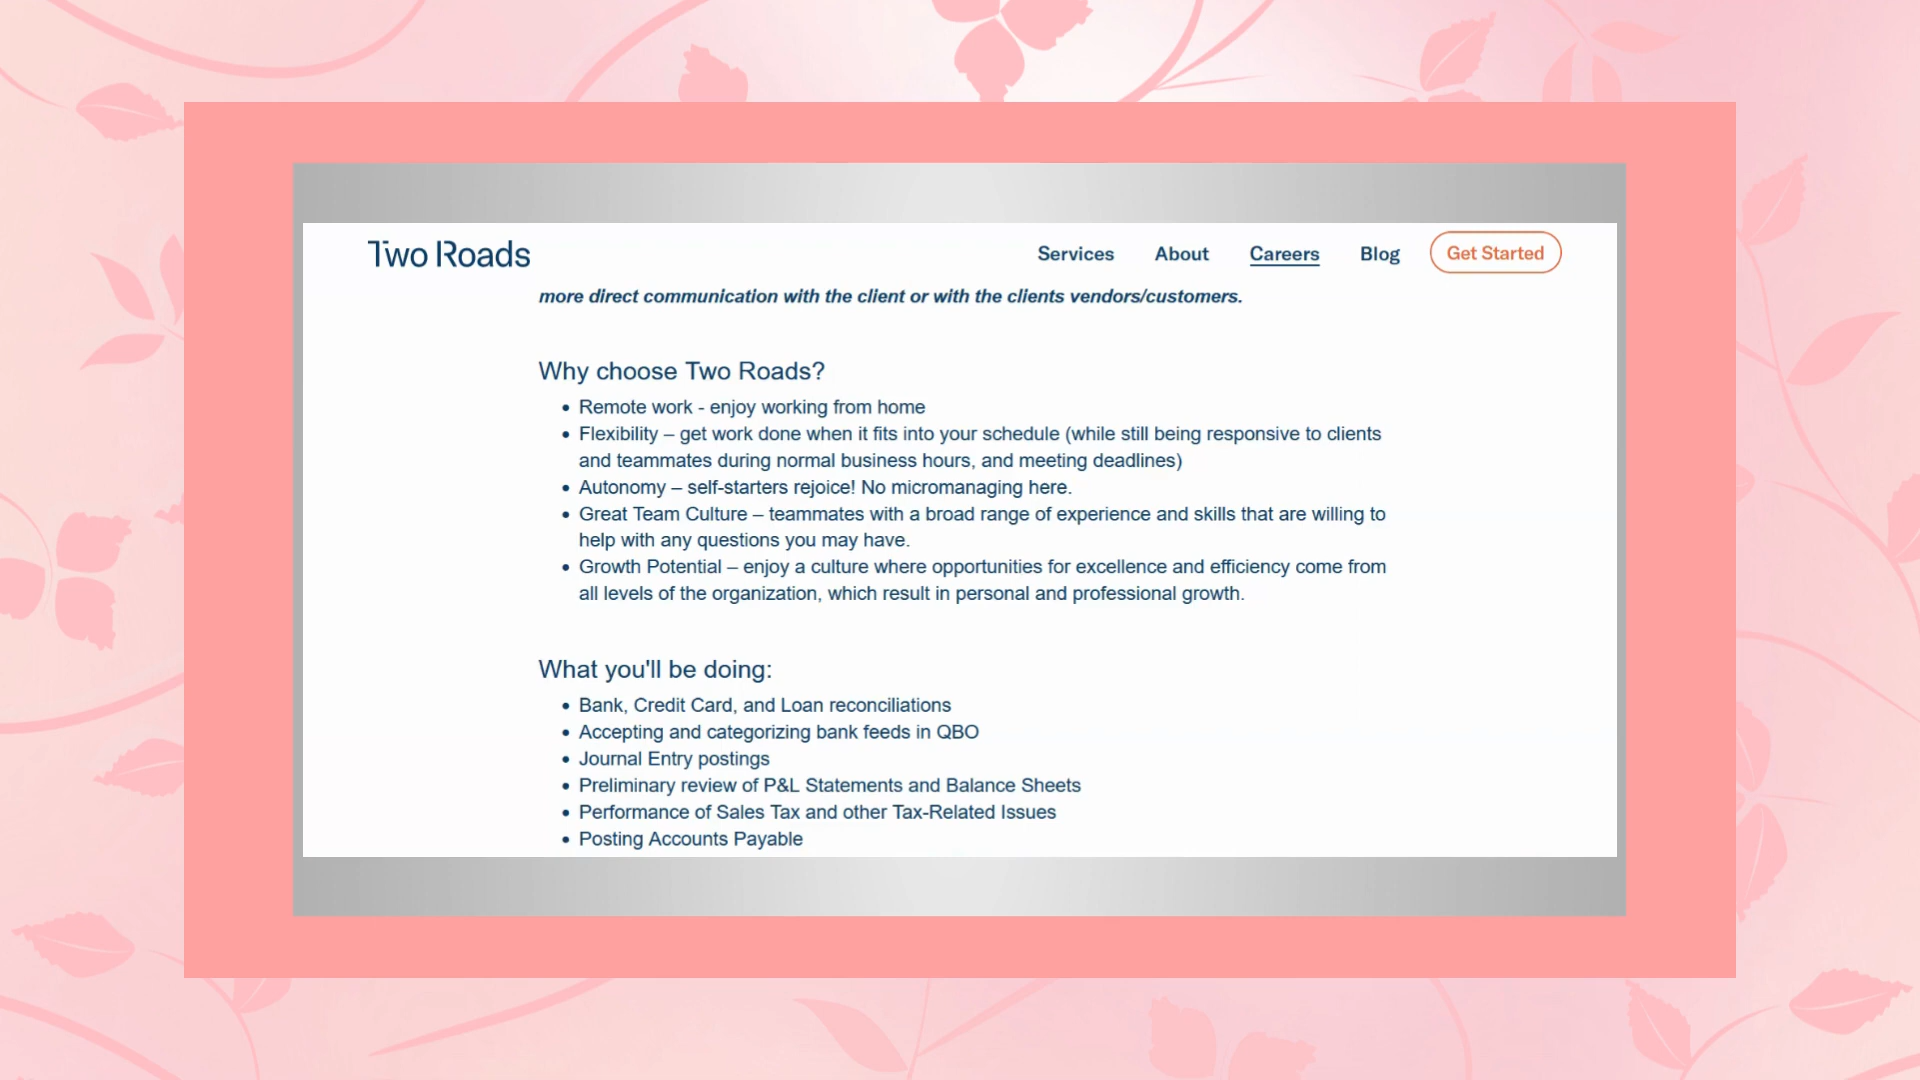 Two Roads
Services
About
Careers
Blog
Get Started
more direct communication with the client or with the clients vendors/customers.
Why choose Two Roads?
• Remote work - enjoy working from home
• Flexibility – get work done when it fits into your schedule (while still being responsive to clients
and teammates during normal business hours, and meeting deadlines)
• Autonomy – self-starters rejoice! No micromanaging here.
• Great Team Culture – teammates with a broad range of experience and skills that are willing to
help with any questions you may have.
• Growth Potential – enjoy a culture where opportunities for excellence and efficiency come from
all levels of the organization, which result in personal and professional growth.
What you'll be doing:
• Bank, Credit Card, and Loan reconciliations
• Accepting and categorizing bank feeds in QBO
• Journal Entry postings
• Preliminary review of P&L Statements and Balance Sheets
• Performance of Sales Tax and other Tax-Related Issues
• Posting Accounts Payable